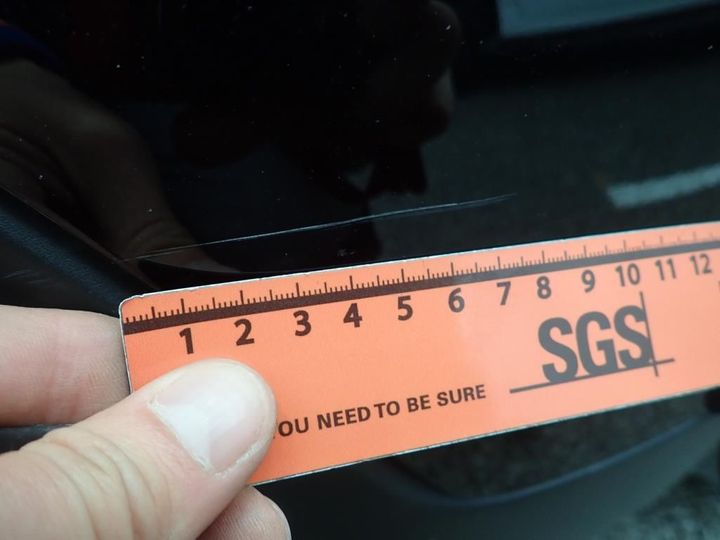 1 2 3 4 5 6 7 8 9 10 11 12
SGS
OU NEED TO BE SURE